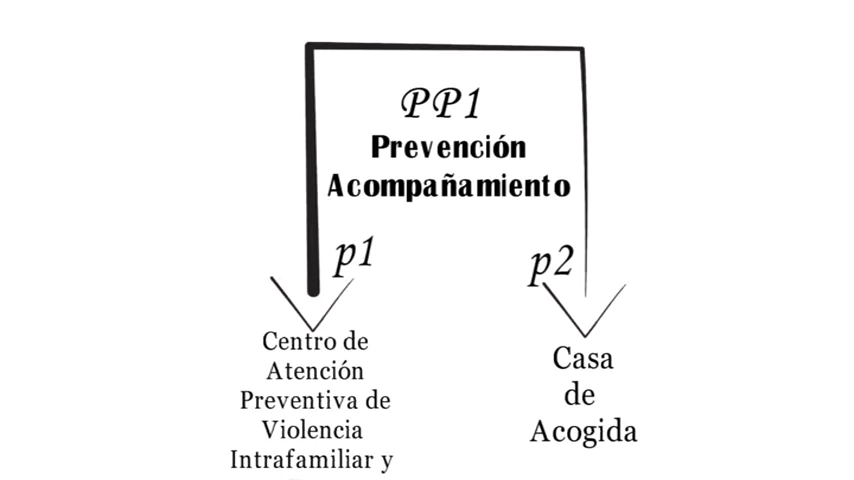 PP1
Prevención
Acompañamiento
p1
p2
Centro de
Atención
Preventiva de
Violencia
Intrafamiliar y
Casa
de
Acogida